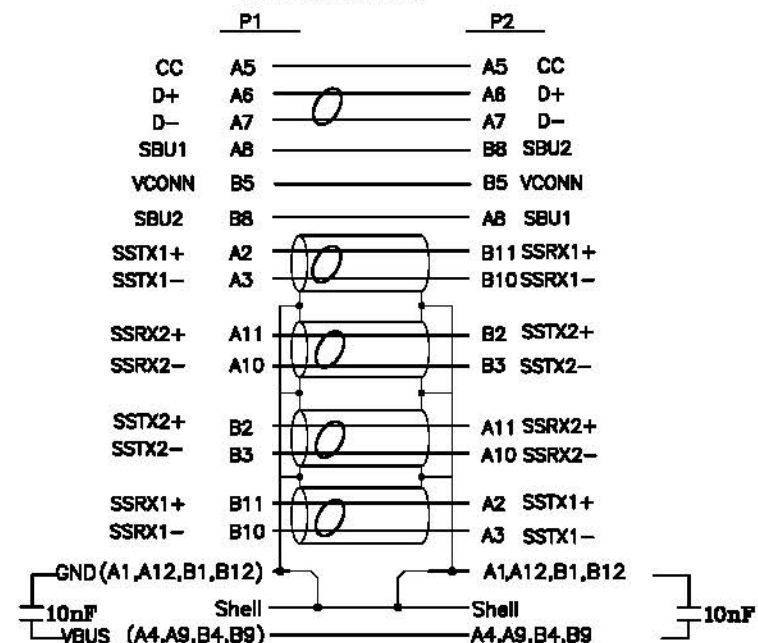 P1 P2
CC A5 A5 CC
D+ A6 A6 D+
D- A7 A7 D-
SBU1 A8 B8 SBU2
VCONN B5 B5 VCONN
SBU2 B8 A8 SBU1
SSTX1+ A2 B11 SSRX1+
SSTX1- A3 B10 SSRX1-
SSRX2+ A11 B2 SSTX2+
SSRX2- A10 B3 SSTX2-
SSTX2+ B2 A11 SSRX2+
SSTX2- B3 A10 SSRX2-
SSRX1+ B11 A2 SSTX1+
SSRX1- B10 A3 SSTX1-
GND (A1,A12,B1,B12) A1,A12,B1,B12
10nF Shell Shell 10nF
VBUS (A4,A9,B4,B9) A4,A9,B4,B9